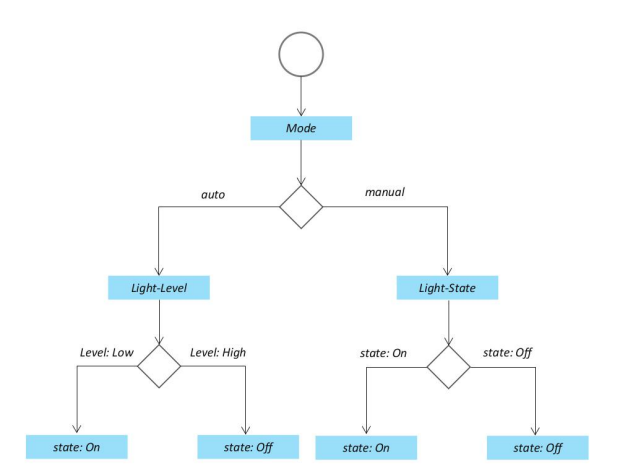 Mode
auto
manual
Light-Level
Light-State
Level: Low
Level: High
state: On
state: Off
state: On
state: Off
state: On
state: Off